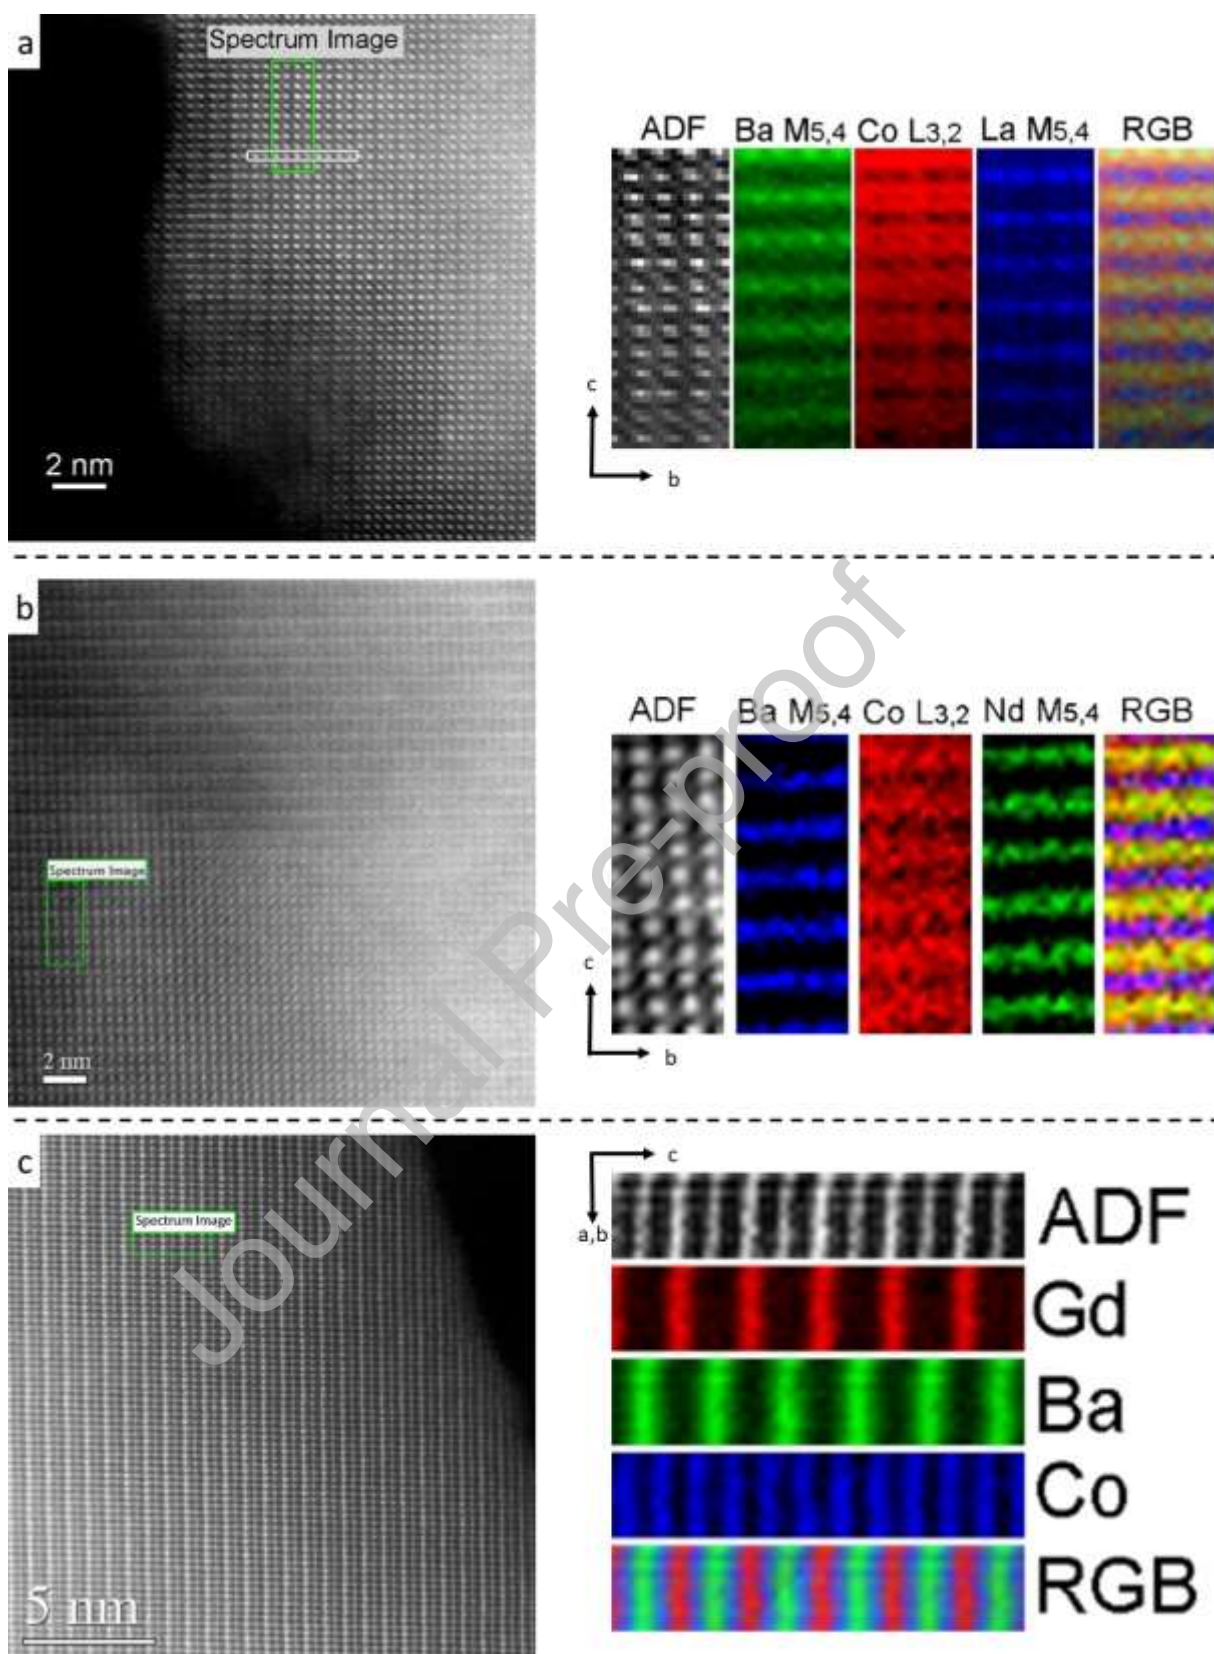 a
Spectrum Image
2 nm
ADF Ba M5,4 Co L3,2 La M5,4 RGB
c
b
b
Spectrum Image
2 nm
ADF Ba M5,4 Co L3,2 Nd M5,4 RGB
c
b
c
Spectrum Image
5 nm
c
a,b
ADF
Gd
Ba
Co
RGB
Journal Pre-proof